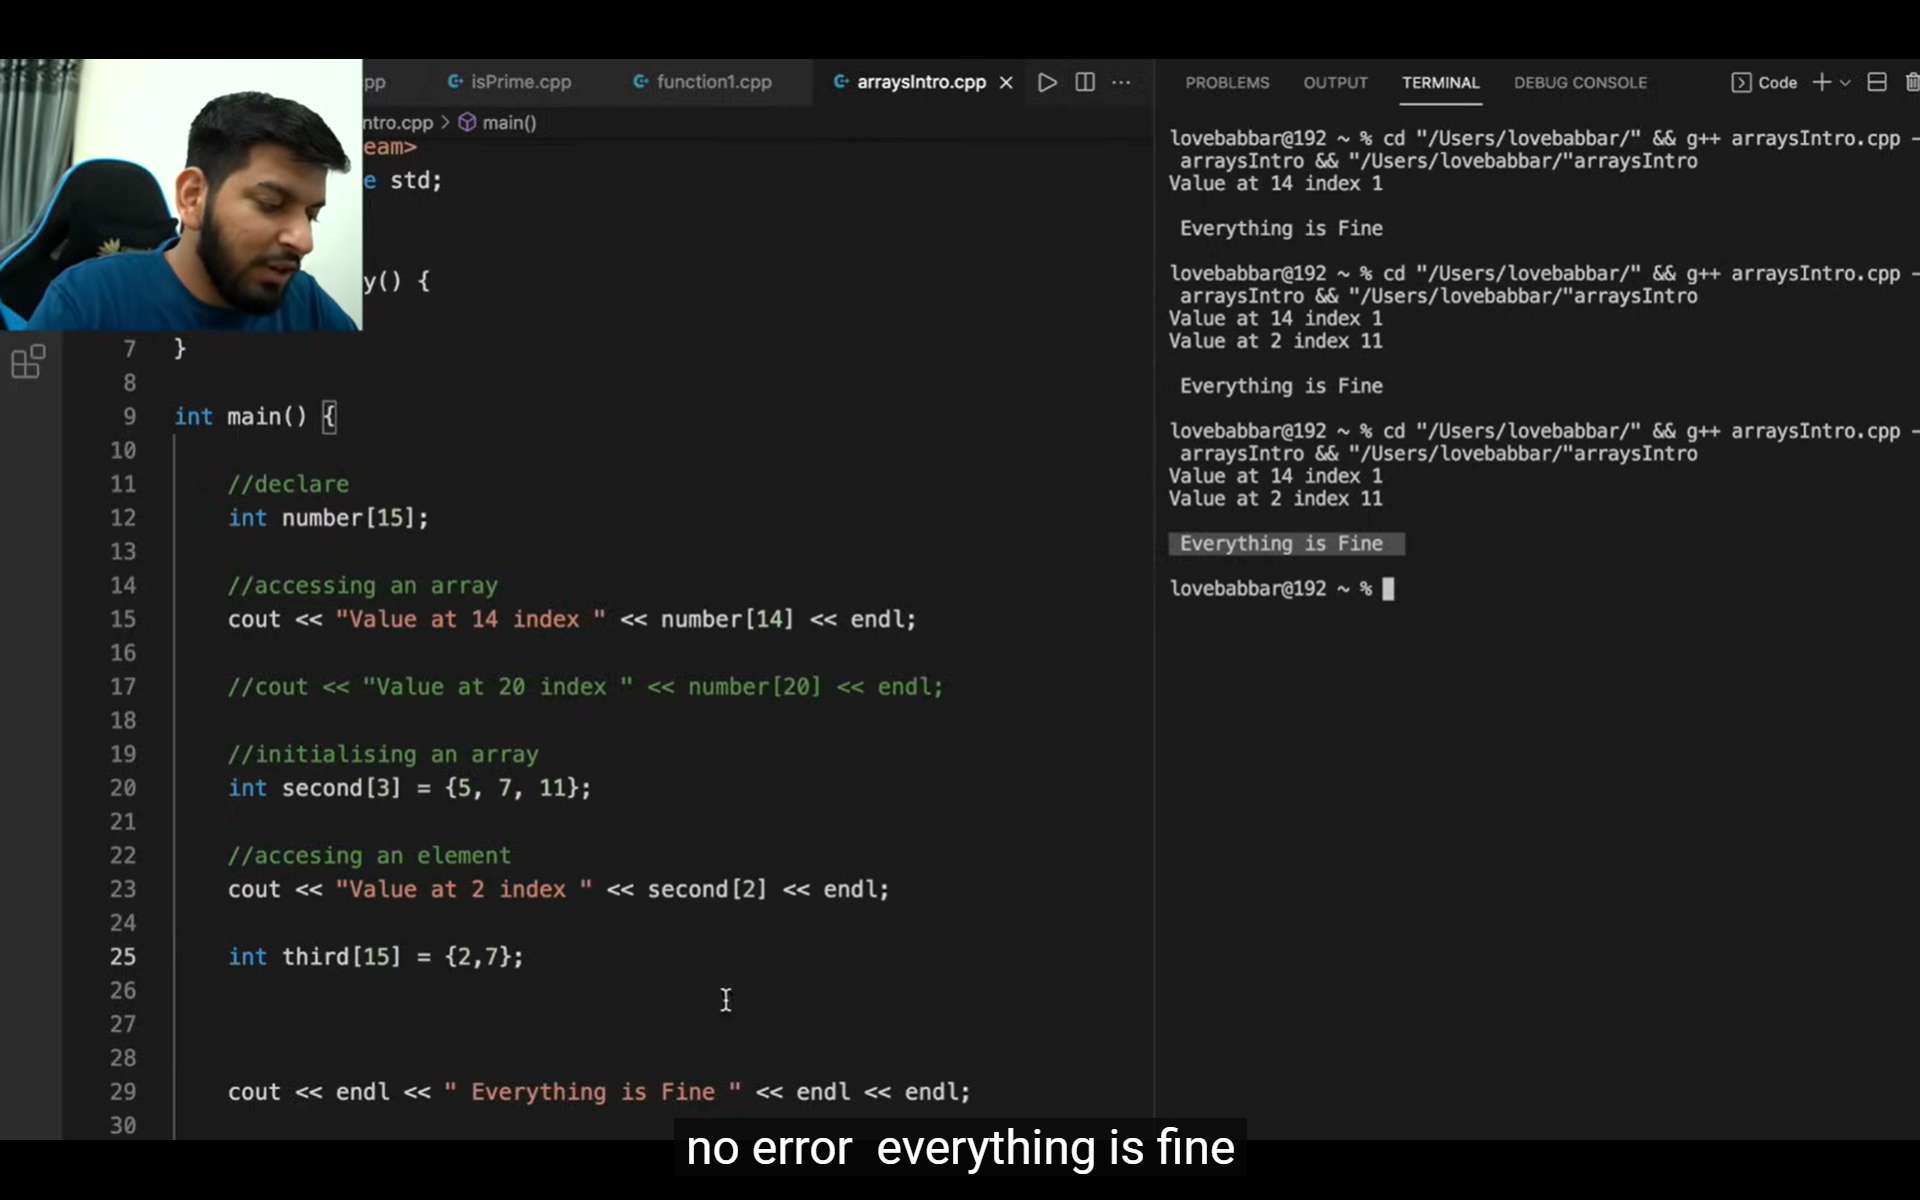 pp isPrime.cpp function1.cpp arraysIntro.cpp
ntro.cpp > main()
eam>
e std;
y() {
7 }
8
9 int main() {
10
11 //declare
12 int number[15];
13
14 //accessing an array
15 cout << "Value at 14 index " << number[14] << endl;
16
17 //cout << "Value at 20 index " << number[20] << endl;
18
19 //initialising an array
20 int second[3] = {5, 7, 11};
21
22 //accesing an element
23 cout << "Value at 2 index " << second[2] << endl;
24
25 int third[15] = {2,7};
26
27
28
29 cout << endl << " Everything is Fine " << endl << endl;
30
PROBLEMS OUTPUT TERMINAL DEBUG CONSOLE Code
lovebabbar@192 ~ % cd "/Users/lovebabbar/" && g++ arraysIntro.cpp -
arraysIntro && "/Users/lovebabbar/"arraysIntro
Value at 14 index 1
Everything is Fine
lovebabbar@192 ~ % cd "/Users/lovebabbar/" && g++ arraysIntro.cpp -
arraysIntro && "/Users/lovebabbar/"arraysIntro
Value at 14 index 1
Value at 2 index 11
Everything is Fine
lovebabbar@192 ~ % cd "/Users/lovebabbar/" && g++ arraysIntro.cpp -
arraysIntro && "/Users/lovebabbar/"arraysIntro
Value at 14 index 1
Value at 2 index 11
Everything is Fine
lovebabbar@192 ~ %
no error everything is fine